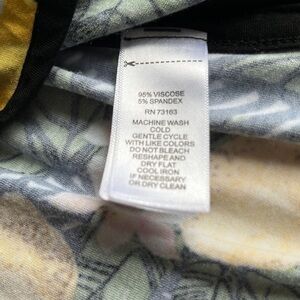 95% VISCOSE
5% SPANDEX
RN 73163
MACHINE WASH
COLD
GENTLE CYCLE
WITH LIKE COLORS
DO NOT BLEACH
RESHAPE AND
DRY FLAT
COOL IRON
IF NECESSARY
OR DRY CLEAN